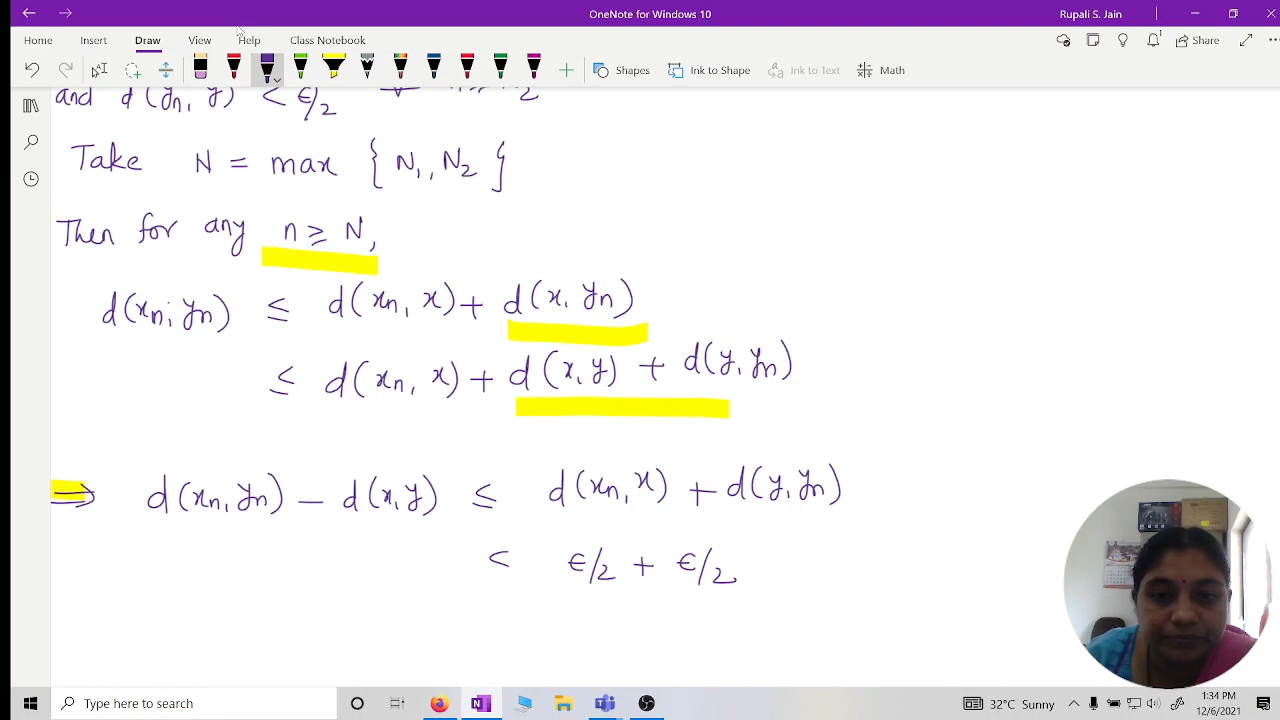 OneNote for Windows 10
Rupali S. Jain
Home Insert Draw View Help Class Notebook Share
Shapes Ink to Shape Ink to Text Math
and d(yn, y) < ϵ/2 ∀
Take N = max { N1, N2 }
Then for any n ≥ N,
d(xn, yn) ≤ d(xn, x) + d(x, yn)
≤ d(xn, x) + d(x, y) + d(y, yn)
⇒ d(xn, yn) – d(x, y) ≤ d(xn, x) + d(y, yn)
< ϵ/2 + ϵ/2
Type here to search
32°C Sunny
1:34 PM
12/6/2021